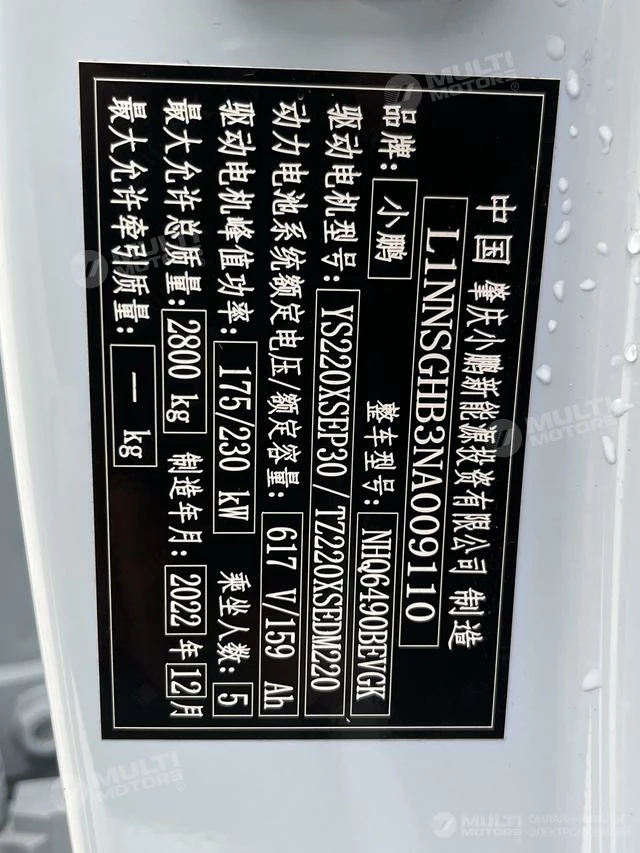 中国 肇庆小鹏新能源投资有限公司 制造
L1NNSGHB3NA009110
品牌: 小鹏 整车型号: NHQ6490BEVGK
驱动电机型号: YS220XSEP30 / TZ220XSEDM220
动力电池系统额定电压/额定容量: 617 V/159 Ah
驱动电机峰值功率: 175/230 kW 乘坐人数: 5
最大允许总质量: 2800 kg 制造年月: 2022 年 12 月
最大允许牵引质量: — kg
MULTI MOTORS
MULTI MOTORS
MULTI MOTORS
MULTI MOTORS
MULTI MOTORS